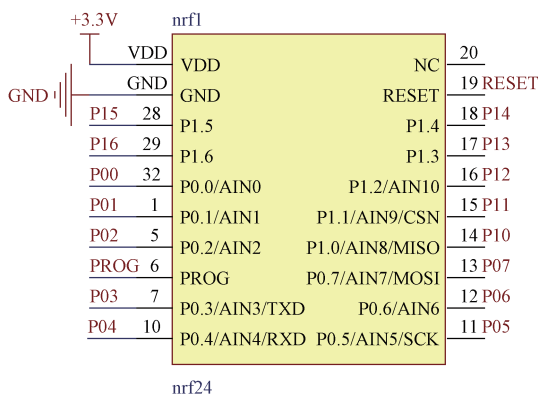 +3.3V
nrf1
VDD VDD NC 20
GND GND GND RESET 19 RESET
P15 28 P1.5 P1.4 18 P14
P16 29 P1.6 P1.3 17 P13
P00 32 P0.0/AIN0 P1.2/AIN10 16 P12
P01 1 P0.1/AIN1 P1.1/AIN9/CSN 15 P11
P02 5 P0.2/AIN2 P1.0/AIN8/MISO 14 P10
PROG 6 PROG P0.7/AIN7/MOSI 13 P07
P03 7 P0.3/AIN3/TXD P0.6/AIN6 12 P06
P04 10 P0.4/AIN4/RXD P0.5/AIN5/SCK 11 P05
nrf24